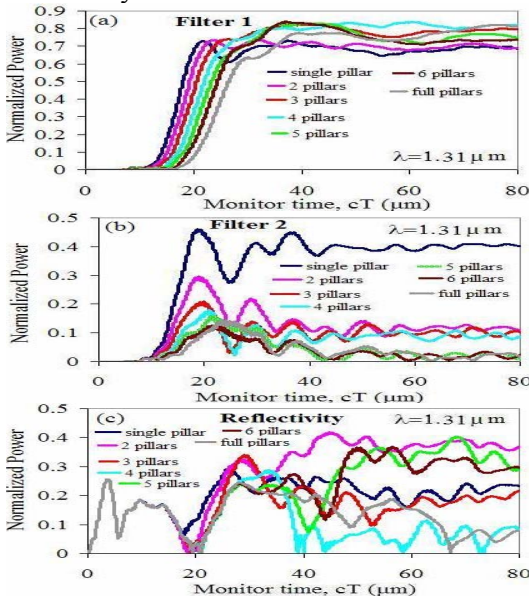 (a)
Filter 1
Normalized Power
0.9
0.8
0.7
0.6
0.5
0.4
0.3
0.2
0.1
0
single pillar
2 pillars
3 pillars
4 pillars
5 pillars
6 pillars
full pillars
λ=1.31 μm
0 20 40 60 80
Monitor time, cT (μm)
(b)
Filter 2
λ=1.31 μm
Normalized Power
0.5
0.4
0.3
0.2
0.1
0
single pillar
2 pillars
3 pillars
4 pillars
5 pillars
6 pillars
full pillars
0 20 40 60 80
Monitor time, cT (μm)
(c)
Reflectivity
λ=1.31 μm
Normalized Power
0.5
0.4
0.3
0.2
0.1
0
single pillar
2 pillars
3 pillars
4 pillars
5 pillars
6 pillars
full pillars
0 20 40 60 80
Monitor time, cT (μm)